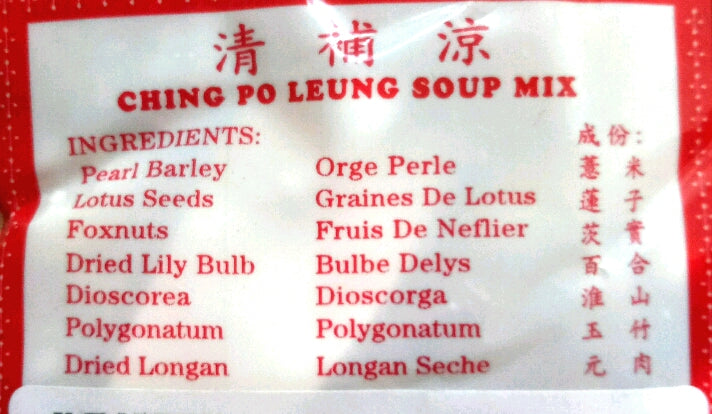 清補涼
CHING PO LEUNG SOUP MIX
INGREDIENTS: 成份:
Pearl Barley Orge Perle 薏米
Lotus Seeds Graines De Lotus 蓮子
Foxnuts Fruis De Neflier 茨實
Dried Lily Bulb Bulbe Delys 百合
Dioscorea Dioscorga 淮山
Polygonatum Polygonatum 玉竹
Dried Longan Longan Seche 元肉